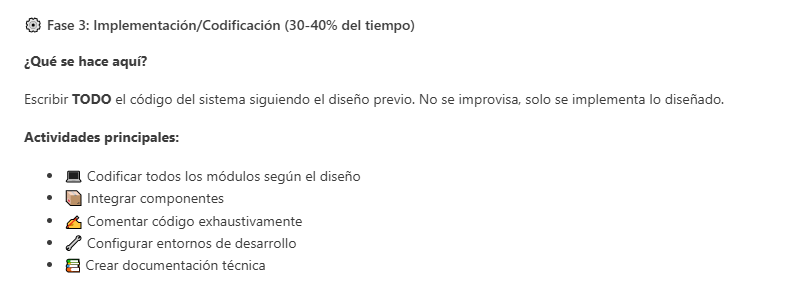 ⚙️ Fase 3: Implementación/Codificación (30-40% del tiempo)
¿Qué se hace aquí?
Escribir TODO el código del sistema siguiendo el diseño previo. No se improvisa, solo se implementa lo diseñado.
Actividades principales:
• 💻 Codificar todos los módulos según el diseño
• 📦 Integrar componentes
• ✍️ Comentar código exhaustivamente
• 🔧 Configurar entornos de desarrollo
• 📚 Crear documentación técnica